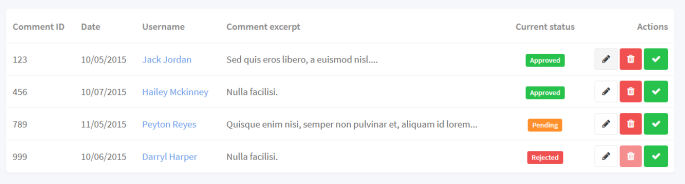 Comment ID Date Username Comment excerpt Current status Actions
123 10/05/2015 Jack Jordan Sed quis eros libero, a euismod nisl.... Approved
456 10/07/2015 Hailey Mckinney Nulla facilisi. Approved
789 11/05/2015 Peyton Reyes Quisque enim nisi, semper non pulvinar et, aliquam id lorem... Pending
999 10/06/2015 Darryl Harper Nulla facilisi. Rejected